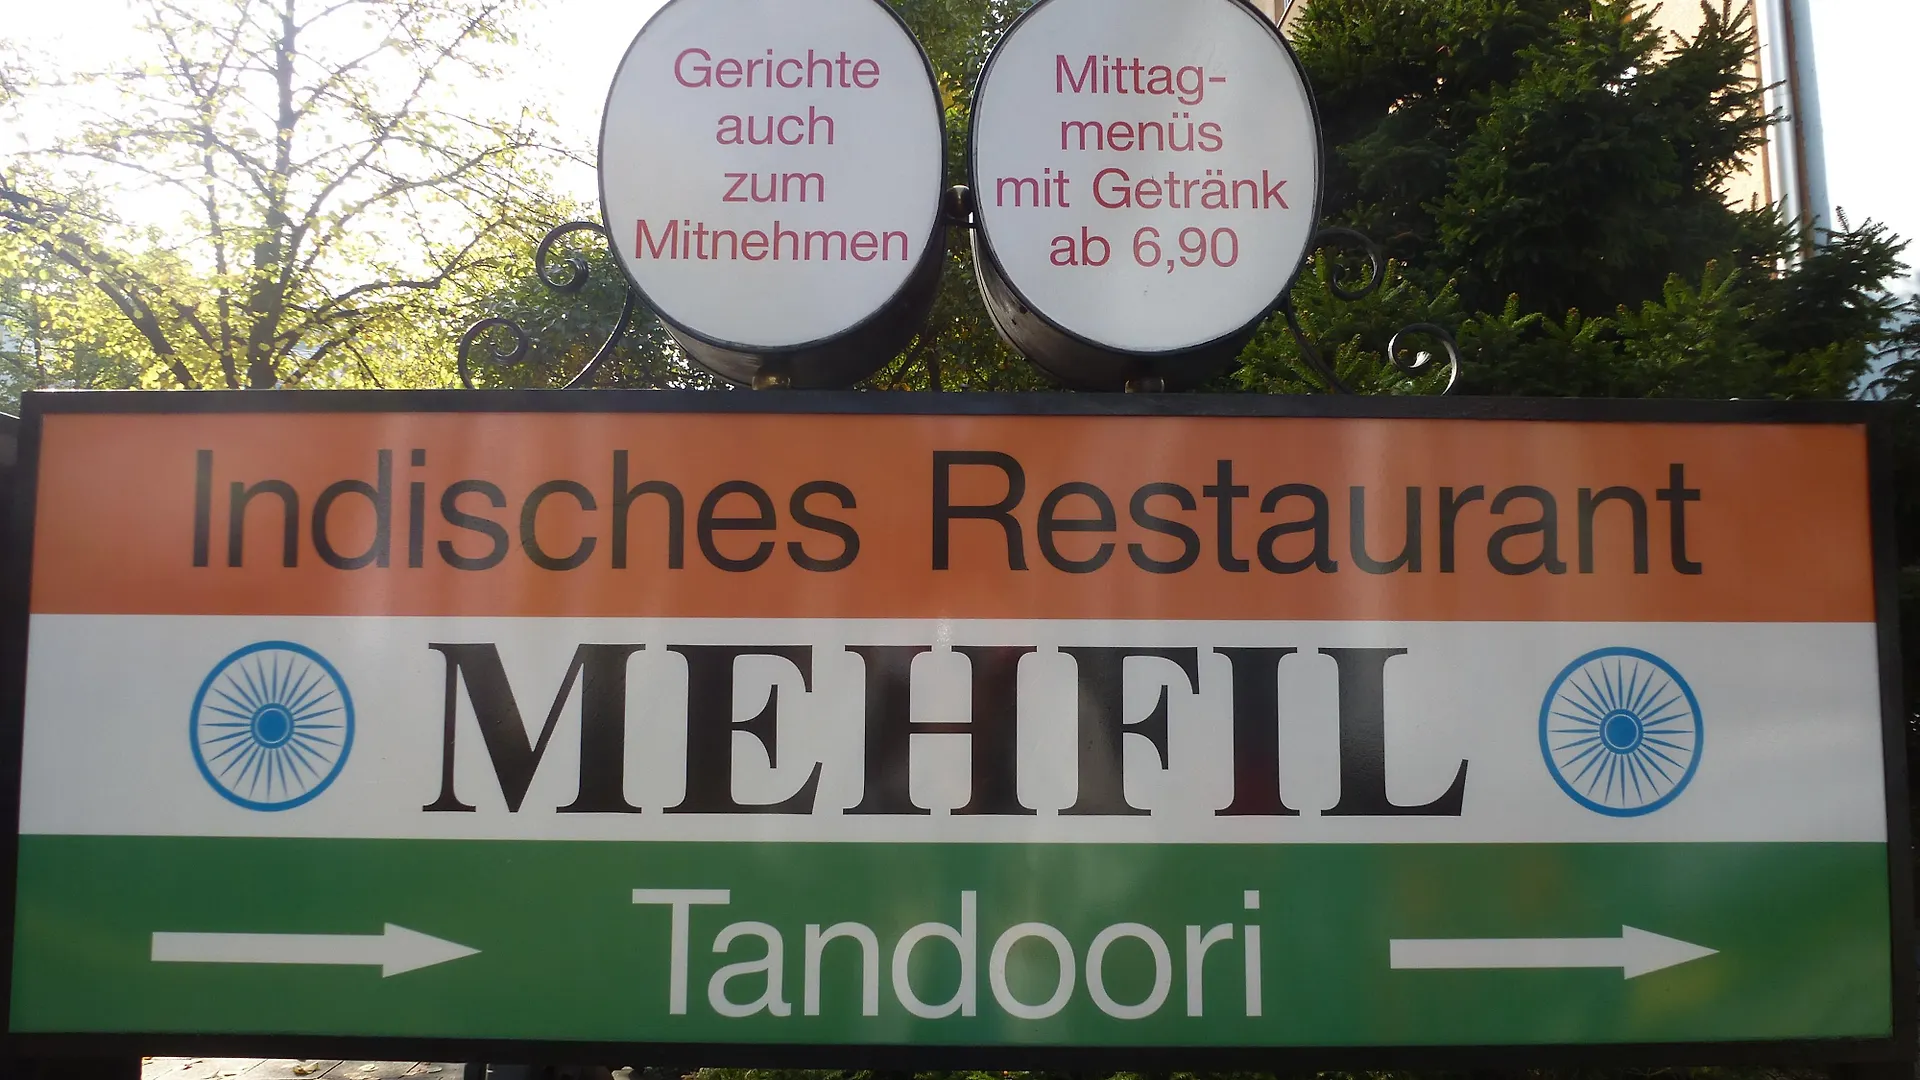 Gerichte
auch
zum
Mitnehmen
Mittag-
menüs
mit Getränk
ab 6,90
Indisches Restaurant
MEHFIL
Tandoori